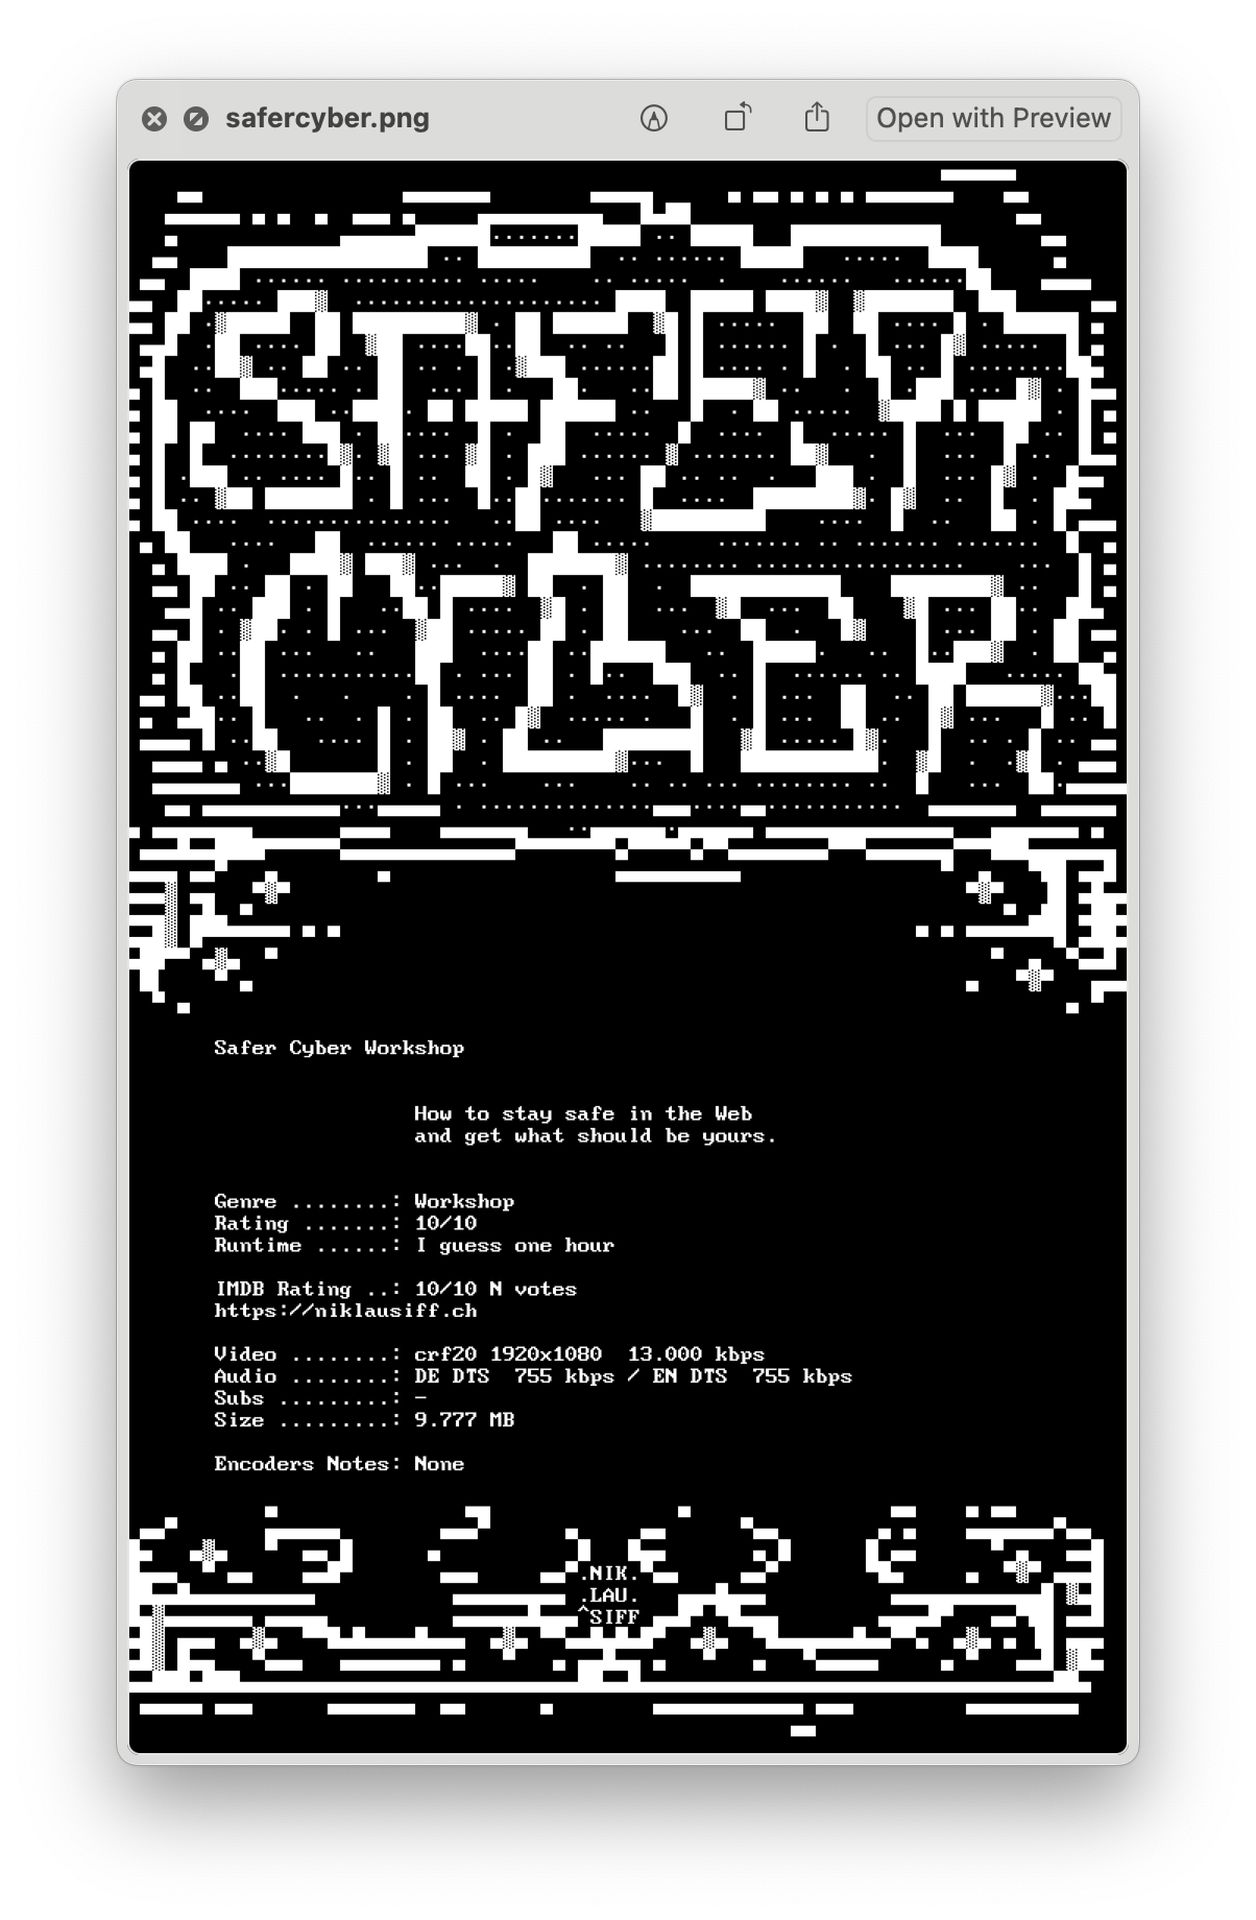 safercyber.png
Open with Preview
SAFER
CYBER
Safer Cyber Workshop
How to stay safe in the Web
and get what should be yours.
Genre ........: Workshop
Rating .......: 10/10
Runtime ......: I guess one hour
IMDB Rating ..: 10/10 N votes
https://niklausiff.ch
Video ........: crf20 1920x1080  13.000 kbps
Audio ........: DE DTS  755 kbps / EN DTS  755 kbps
Subs .........: -
Size .........: 9.777 MB
Encoders Notes: None
.NIK.
.LAU.
^SIFF